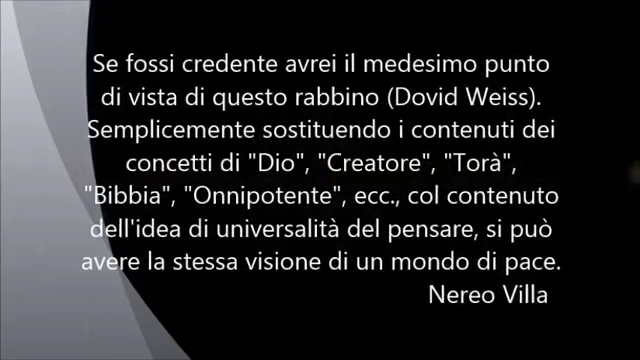 Se fossi credente avrei il medesimo punto
di vista di questo rabbino (Dovid Weiss).
Semplicemente sostituendo i contenuti dei
concetti di "Dio", "Creatore", "Torà",
"Bibbia", "Onnipotente", ecc., col contenuto
dell'idea di universalità del pensare, si può
avere la stessa visione di un mondo di pace.
Nereo Villa